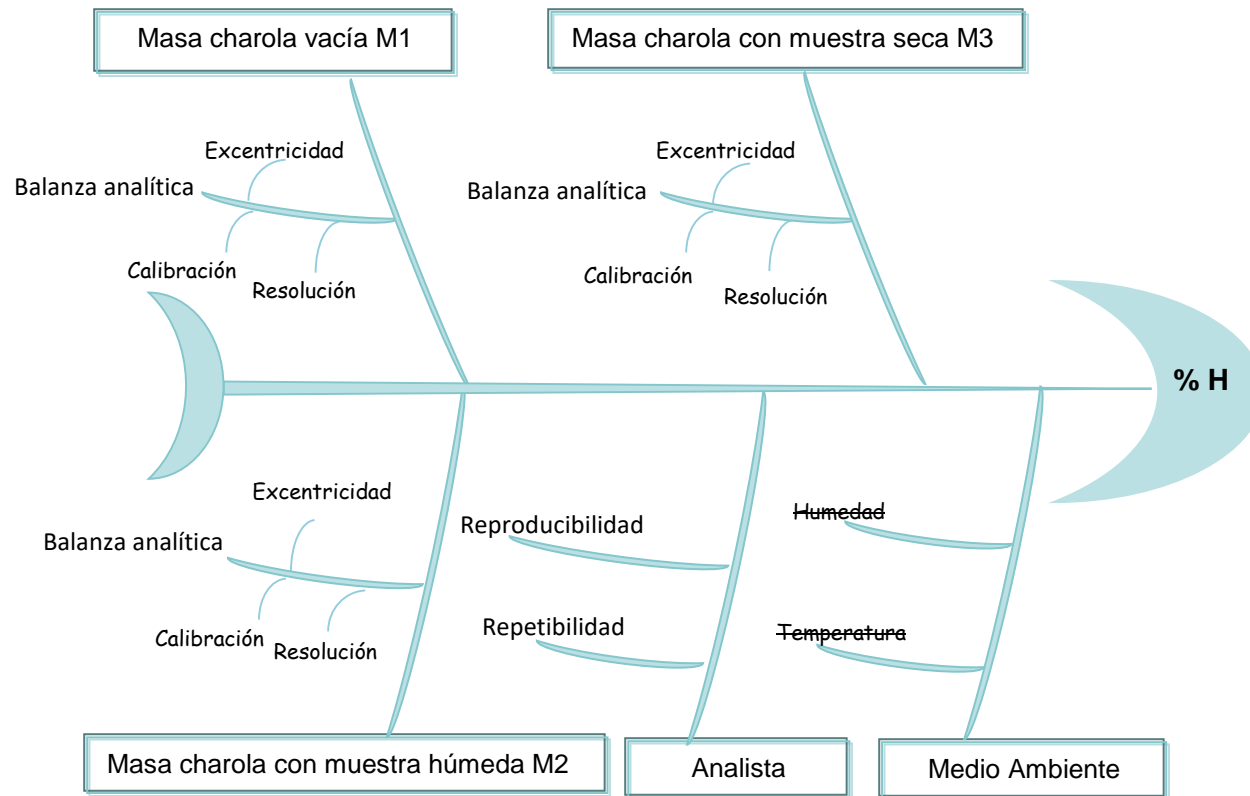 Masa charola vacía M1
Masa charola con muestra seca M3
Excentricidad
Balanza analítica
Calibración
Resolución
Excentricidad
Balanza analítica
Calibración
Resolución
% H
Excentricidad
Balanza analítica
Calibración
Resolución
Reproducibilidad
Repetibilidad
Humedad
Temperatura
Masa charola con muestra húmeda M2
Analista
Medio Ambiente